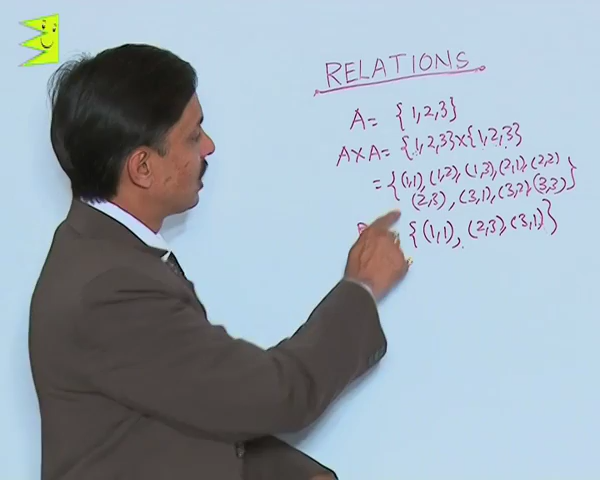 RELATIONS
A = {1,2,3}
A×A = {1,2,3}×{1,2,3}
= {(1,1), (1,2), (1,3), (2,1), (2,2)
(2,3), (3,1), (3,2), (3,3)}
{(1,1), (2,3), (3,1)}